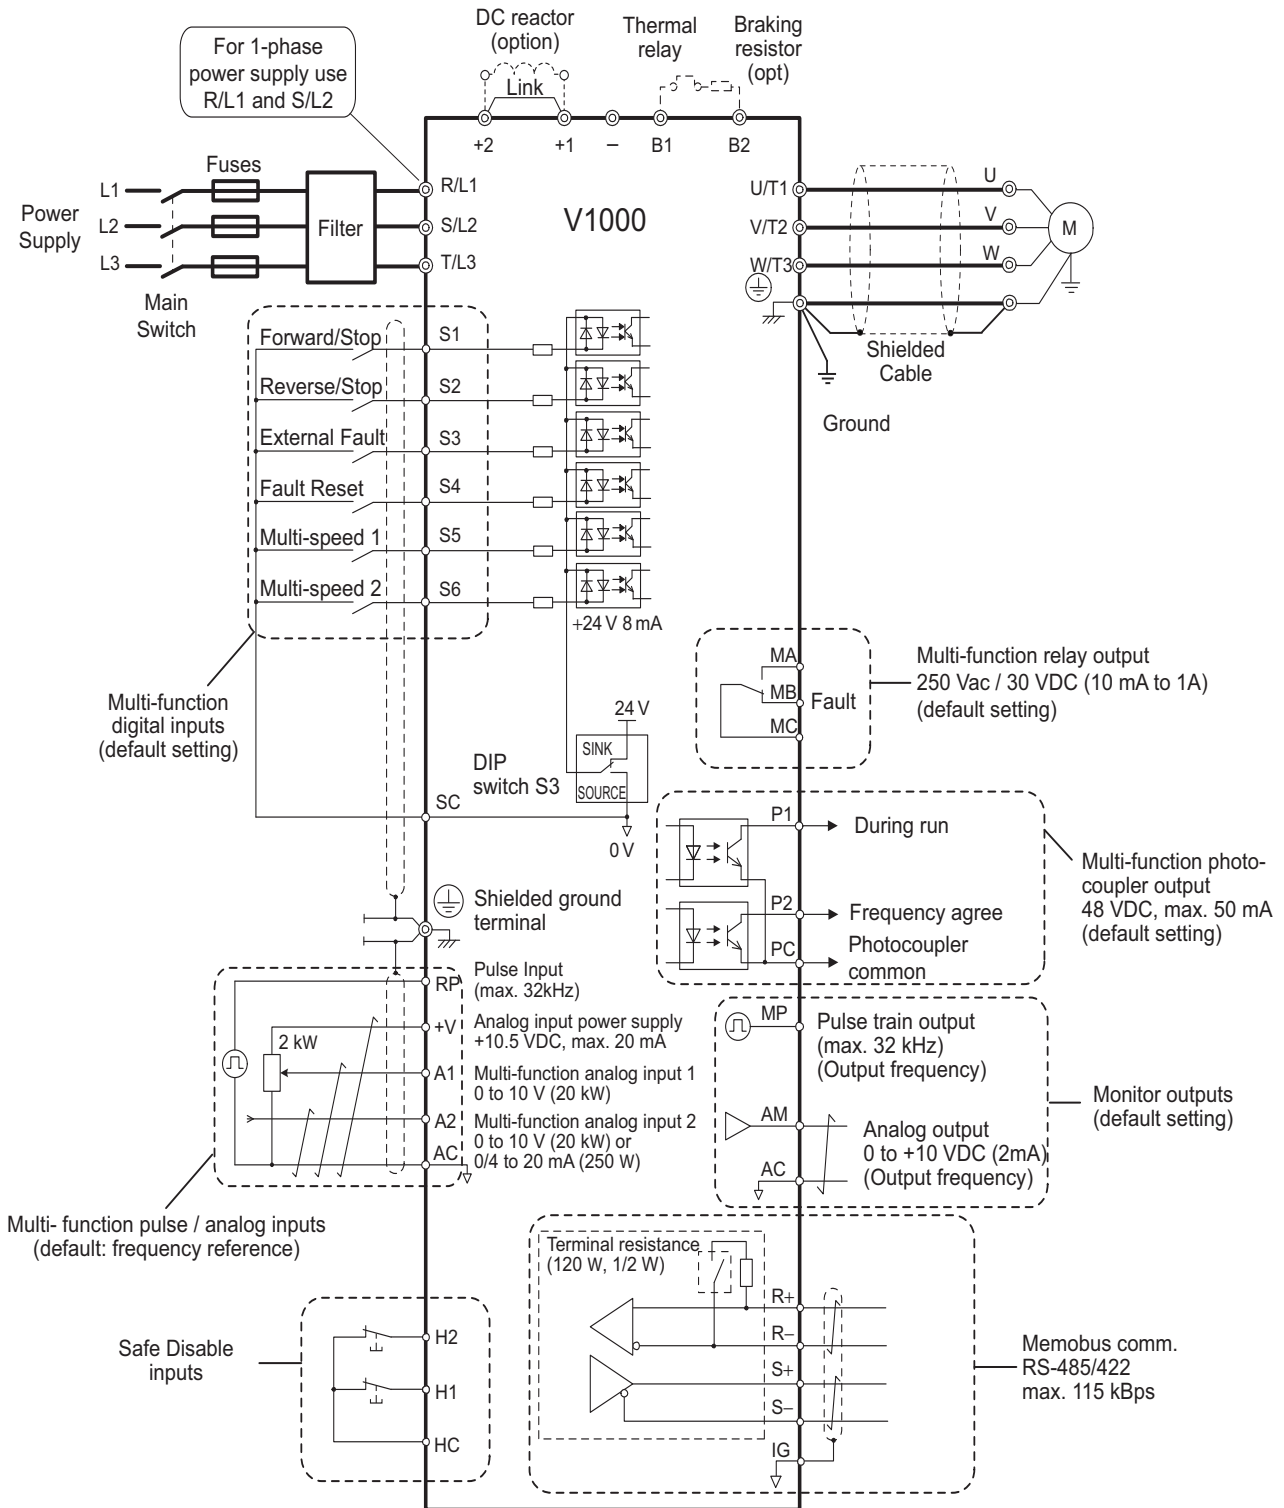 For 1-phase
power supply use
R/L1 and S/L2
DC reactor
(option)
Link
Thermal
relay
Braking
resistor
(opt)
+2
+1
–
B1
B2
Power
Supply
L1
L2
L3
Fuses
Filter
Main
Switch
R/L1
S/L2
T/L3
V1000
U/T1
V/T2
W/T3
U
V
W
M
Shielded
Cable
Ground
Forward/Stop
S1
Reverse/Stop
S2
External Fault
S3
Fault Reset
S4
Multi-speed 1
S5
Multi-speed 2
S6
+24 V 8 mA
Multi-function
digital inputs
(default setting)
24 V
SINK
SOURCE
DIP
switch S3
SC
0 V
MA
MB
MC
Fault
Multi-function relay output
250 Vac / 30 VDC (10 mA to 1A)
(default setting)
P1
During run
P2
Frequency agree
PC
Photocoupler
common
Multi-function photo-
coupler output
48 VDC, max. 50 mA
(default setting)
Shielded ground
terminal
RP
Pulse Input
(max. 32kHz)
+V
Analog input power supply
+10.5 VDC, max. 20 mA
2 kW
A1
Multi-function analog input 1
0 to 10 V (20 kW)
A2
Multi-function analog input 2
0 to 10 V (20 kW) or
0/4 to 20 mA (250 W)
AC
Multi- function pulse / analog inputs
(default: frequency reference)
MP
Pulse train output
(max. 32 kHz)
(Output frequency)
AM
Analog output
0 to +10 VDC (2mA)
(Output frequency)
AC
Monitor outputs
(default setting)
Safe Disable
inputs
H2
H1
HC
Terminal resistance
(120 W, 1/2 W)
R+
R–
S+
S–
IG
Memobus comm.
RS-485/422
max. 115 kBps